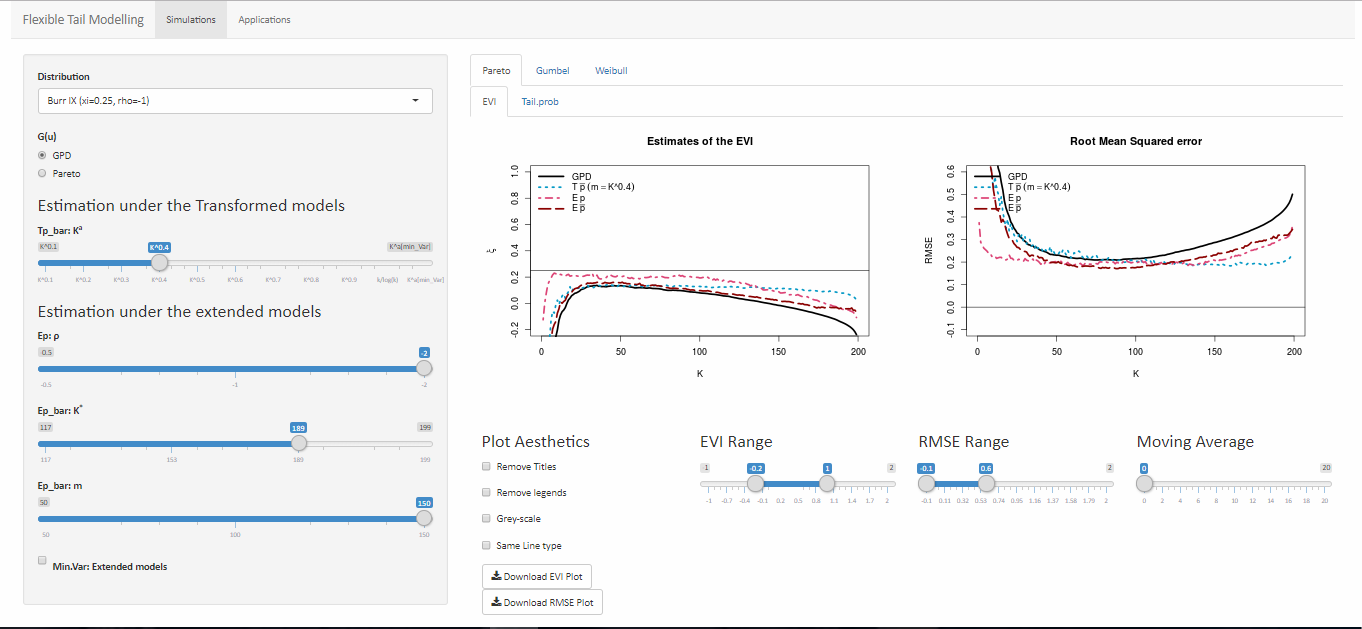 Flexible Tail Modelling Simulations Applications
Distribution
Burr IX (xi=0.25, rho=-1)
G(u)
GPD
Pareto
Estimation under the Transformed models
Tp_bar: K^a
K^0.1 K^0.4 K^a(min_Var)
K^0.1 K^0.2 K^0.3 K^0.4 K^0.5 K^0.6 K^0.7 K^0.8 K^0.9 k/log(k) K^a(min_Var)
Estimation under the extended models
Ep: ρ
0.5 -2
-0.5 -1 -2
Ep_bar: K*
117 189 199
117 153 189 199
Ep_bar: m
50 150
50 100 150
Min.Var: Extended models
Pareto Gumbel Weibull
EVI Tail.prob
Estimates of the EVI
GPD
T p̅ (m = K^0.4)
E p
E p̅
ξ
1.0
0.8
0.6
0.4
0.2
0.0
-0.2
0 50 100 150 200
K
Root Mean Squared error
GPD
T p̅ (m = K^0.4)
E p
E p̅
RMSE
0.6
0.5
0.4
0.3
0.2
0.1
0.0
-0.1
0 50 100 150 200
K
Plot Aesthetics
Remove Titles
Remove legends
Grey-scale
Same Line type
Download EVI Plot
Download RMSE Plot
EVI Range
1 -0.2 1 2
-1 -0.7 -0.4 -0.1 0.2 0.5 0.8 1.1 1.4 1.7 2
RMSE Range
-0.1 0.6 2
-0.1 0.11 0.32 0.53 0.74 0.95 1.16 1.37 1.58 1.79 2
Moving Average
0 20
0 2 4 6 8 10 12 14 16 18 20